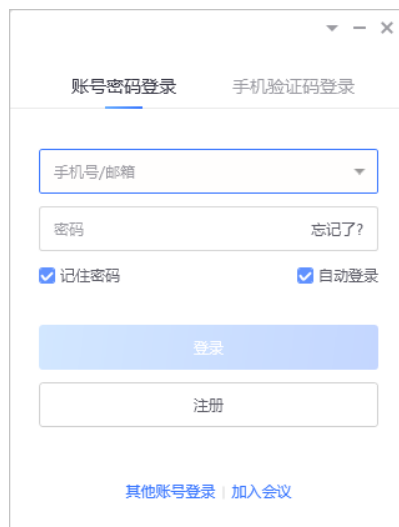 账号密码登录 手机验证码登录
手机号/邮箱
密码 忘记了?
记住密码 自动登录
登录
注册
其他账号登录 | 加入会议